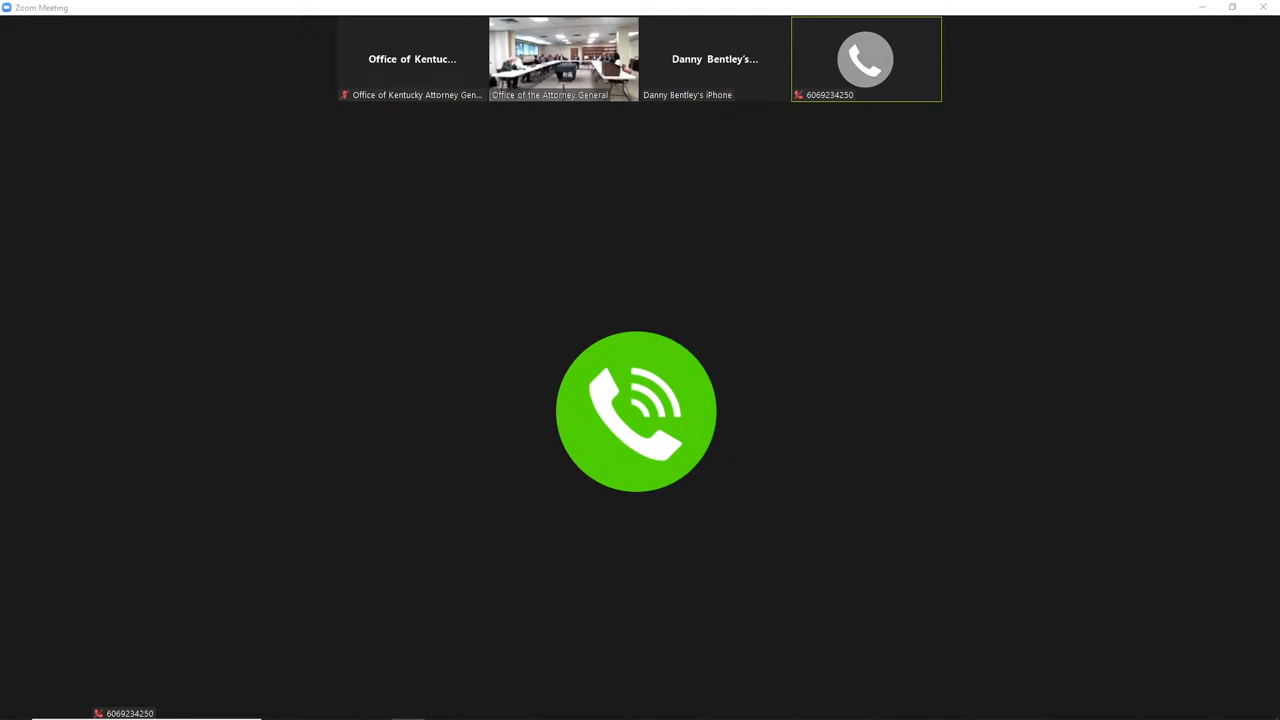 Zoom Meeting
Office of Kentuc...
Danny Bentley's...
Office of Kentucky Attorney Gen...
Office of the Attorney General
Danny Bentley's iPhone
6069234250
6069234250